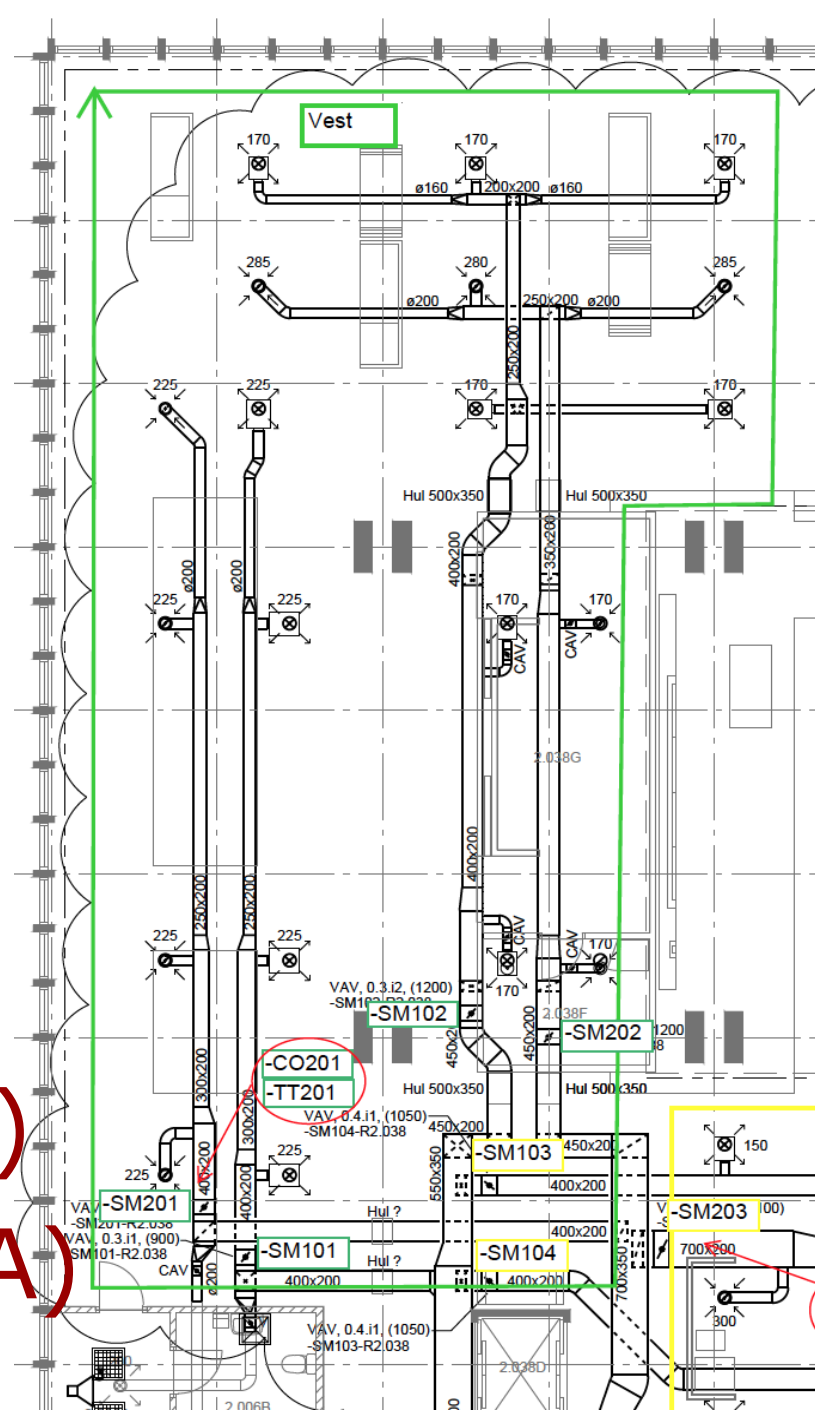 Vest
170 170 170
ø160 200x200 ø160
285 280 285
ø200 250x200 ø200
250x200
225 225 170 170
Hul 500x350 Hul 500x350
400x200 350x200
ø200 ø200
225 225 170 170
CAV CAV
2.038G
400x200
250x200 250x200
225 225 CAV CAV 170
170
VAV, 0.3.i2, (1200)
-SM102-R2.038
-SM102
2.038F
-SM202
1200
450x200
-CO201
-TT201
300x200 300x200
Hul 500x350 Hul 500x350
VAV, 0.4.i1, (1050)
-SM104-R2.038
450x200 450x200
)
225 225
-SM103
150
550x350
400x200 400x200
400x200
-SM201
-SM201-R2.038
Hul ?
-SM203
VAV, 0.3.i1, (900)
SM101-R2.038
400x200
-SM101
Hul ?
-SM104
700x200
A)
CAV
ø200
400x200 400x200
700x350
300
VAV, 0.4.i1, (1050)
-SM103-R2.038
2.038D
2.006B